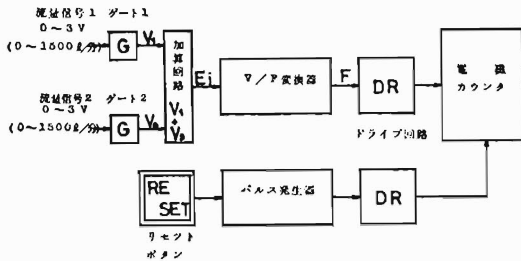 流量信号1 ゲート1
0～3V
(0～1500ℓ/分)
G
V₁
加算回路
V₁+V₂
Ei
V/F変換器
F
DR
電磁カウンタ
ドライブ回路
流量信号2 ゲート2
0～3V
(0～1500ℓ/分)
G
V₂
RE
SET
パルス発生器
DR
リセット
ボタン